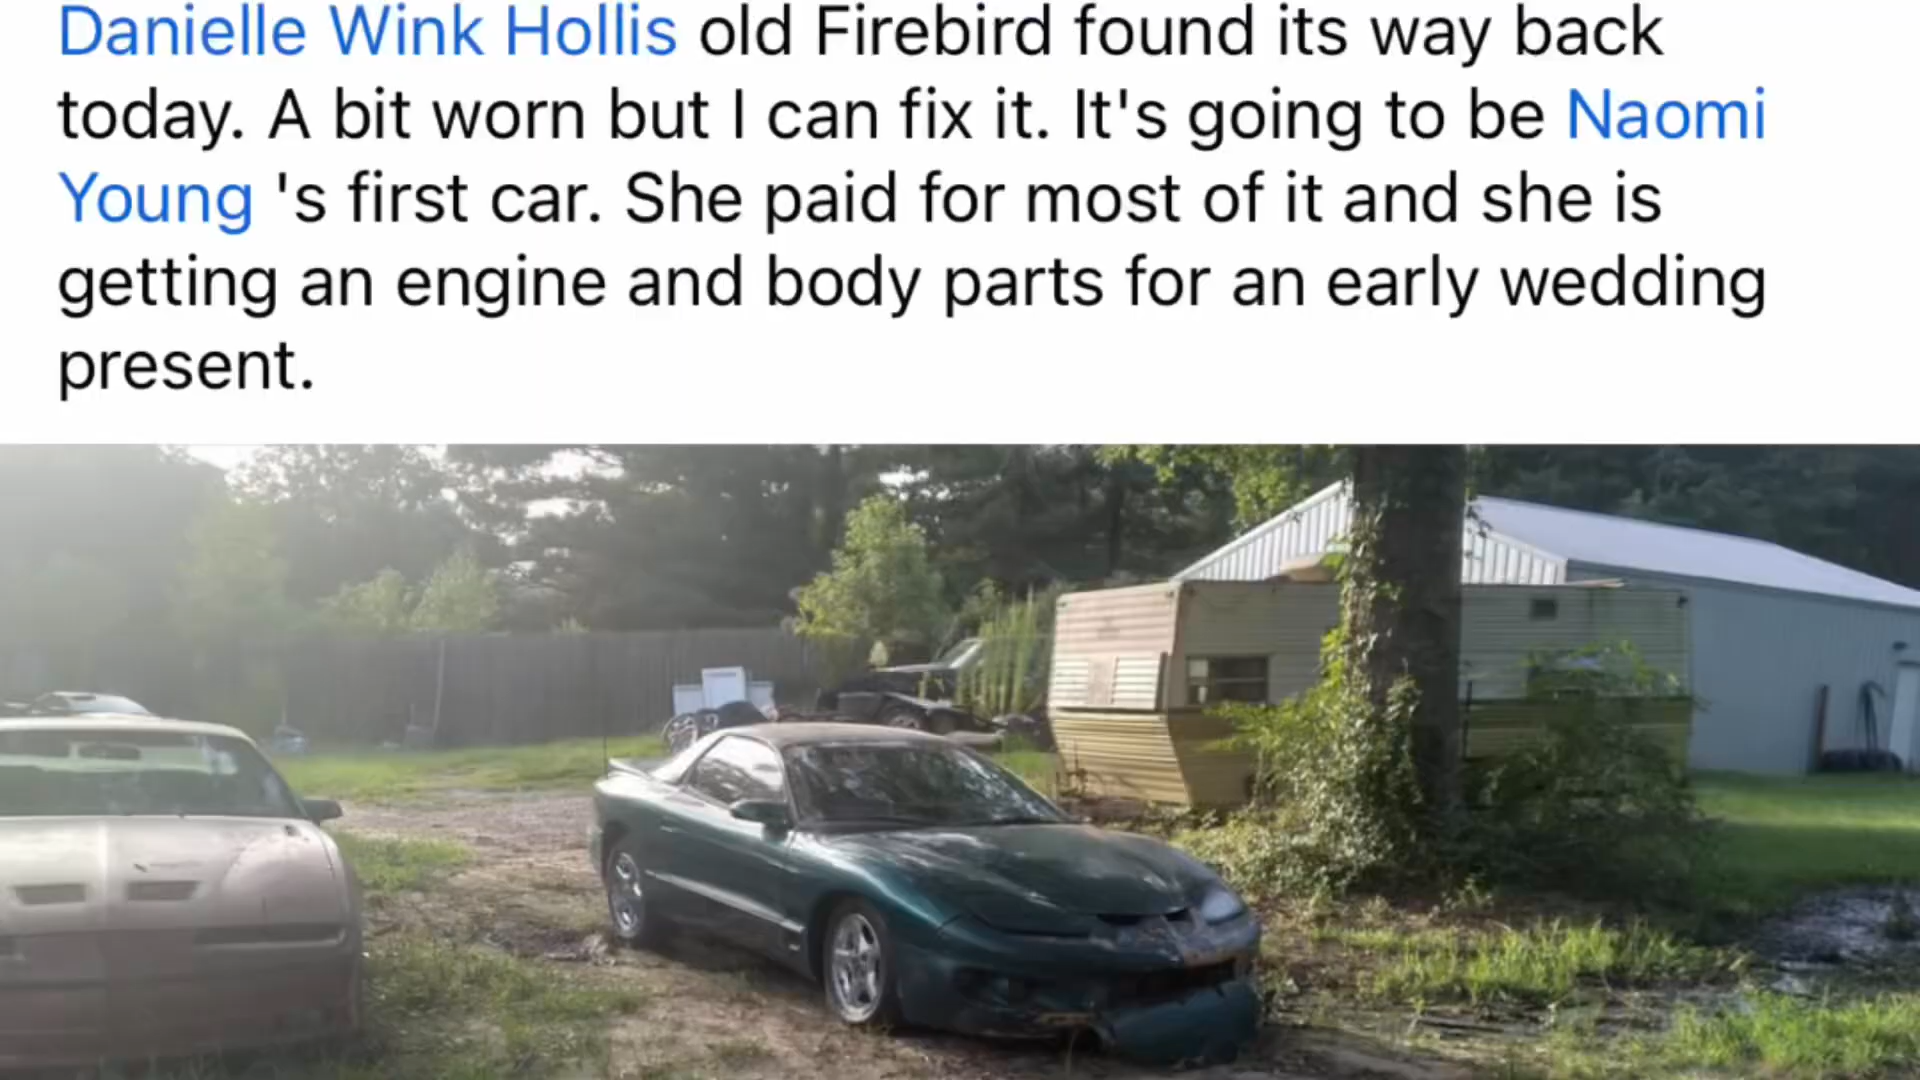 Danielle Wink Hollis old Firebird found its way back
today. A bit worn but I can fix it. It's going to be Naomi
Young 's first car. She paid for most of it and she is
getting an engine and body parts for an early wedding
present.